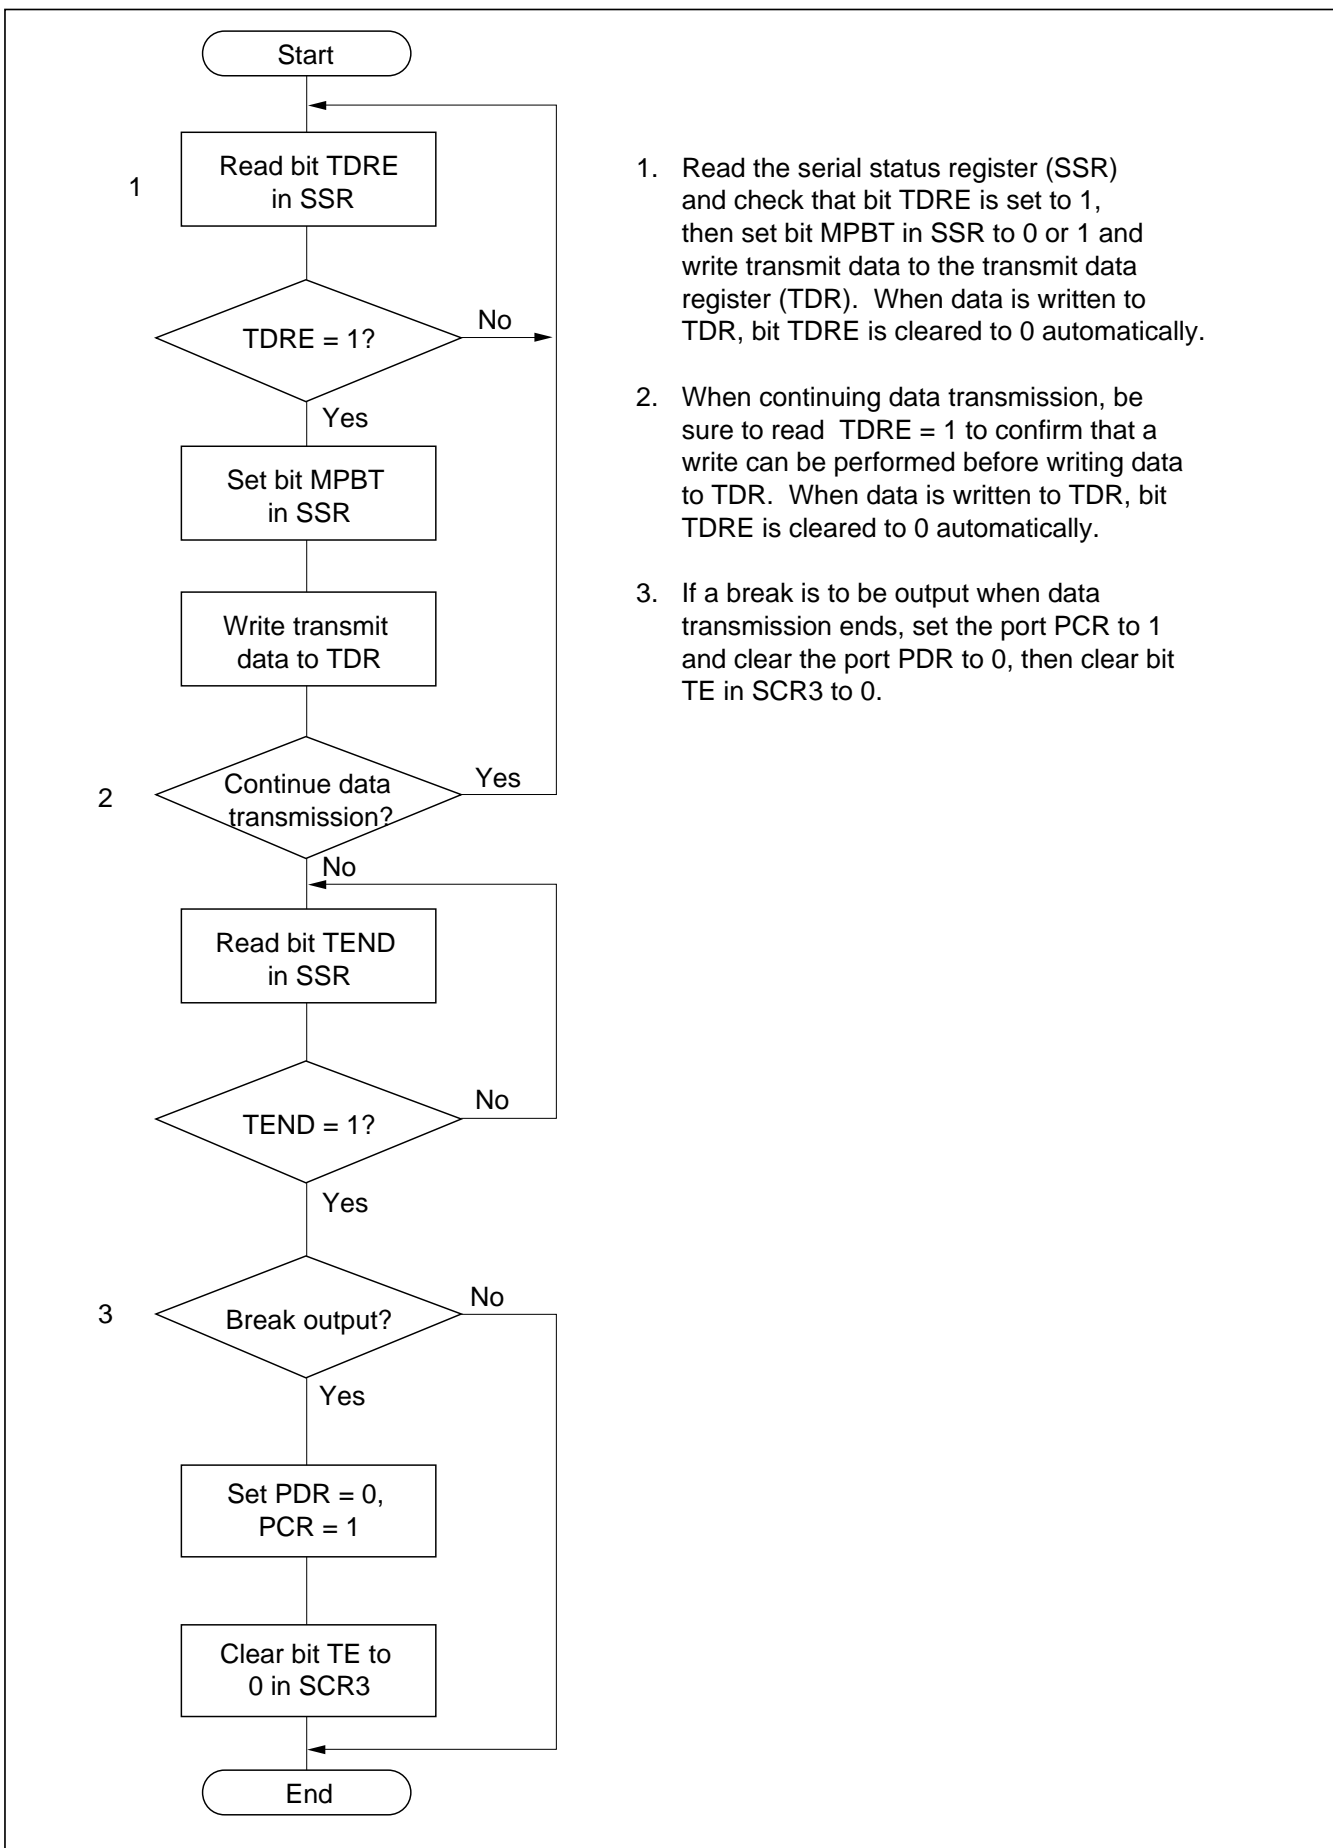 Start
1
Read bit TDRE
in SSR
TDRE = 1?
No
Yes
Set bit MPBT
in SSR
Write transmit
data to TDR
2
Continue data
transmission?
Yes
No
Read bit TEND
in SSR
TEND = 1?
No
Yes
3
Break output?
No
Yes
Set PDR = 0,
PCR = 1
Clear bit TE to
0 in SCR3
End
1. Read the serial status register (SSR)
and check that bit TDRE is set to 1,
then set bit MPBT in SSR to 0 or 1 and
write transmit data to the transmit data
register (TDR). When data is written to
TDR, bit TDRE is cleared to 0 automatically.
2. When continuing data transmission, be
sure to read TDRE = 1 to confirm that a
write can be performed before writing data
to TDR. When data is written to TDR, bit
TDRE is cleared to 0 automatically.
3. If a break is to be output when data
transmission ends, set the port PCR to 1
and clear the port PDR to 0, then clear bit
TE in SCR3 to 0.